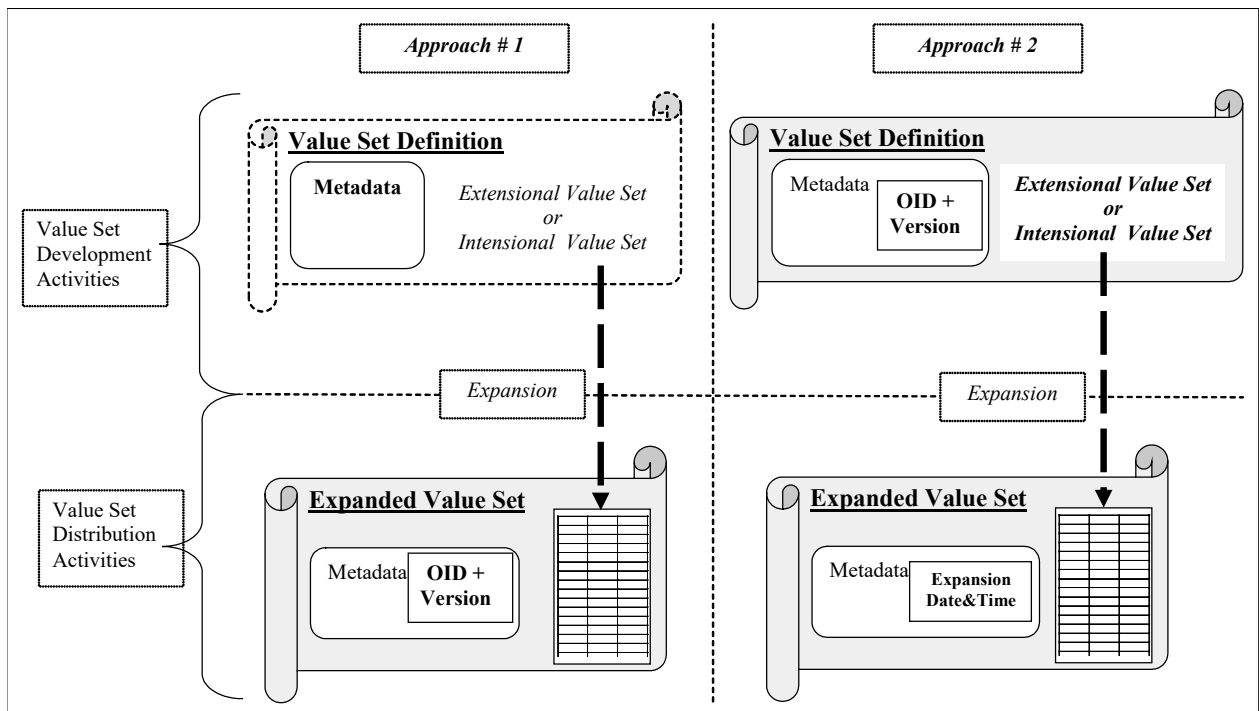 Approach # 1
Approach # 2
Value Set Definition
Metadata
Extensional Value Set
or
Intensional Value Set
Value Set Definition
Metadata
OID +
Version
Extensional Value Set
or
Intensional Value Set
Value Set
Development
Activities
Expansion
Expansion
Value Set
Distribution
Activities
Expanded Value Set
Metadata
OID +
Version
Expanded Value Set
Metadata
Expansion
Date&Time